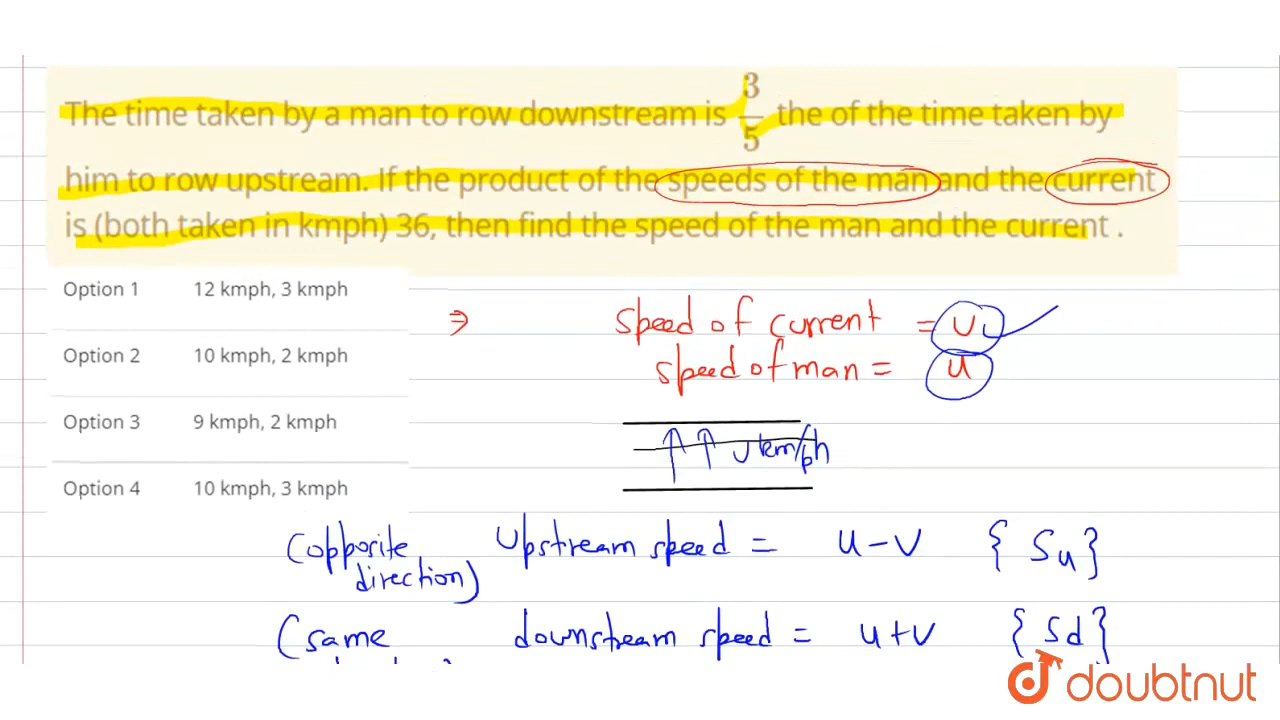 The time taken by a man to row downstream is 3/5 the of the time taken by
him to row upstream. If the product of the speeds of the man and the current
is (both taken in kmph) 36, then find the speed of the man and the current .
Option 1 12 kmph, 3 kmph
Option 2 10 kmph, 2 kmph
Option 3 9 kmph, 2 kmph
Option 4 10 kmph, 3 kmph
⇒ speed of current = v
speed of man = u
v km/ph
(opposite direction) upstream speed = u - v { Su }
(same downstream speed = u + v { Sd }
doubtnut